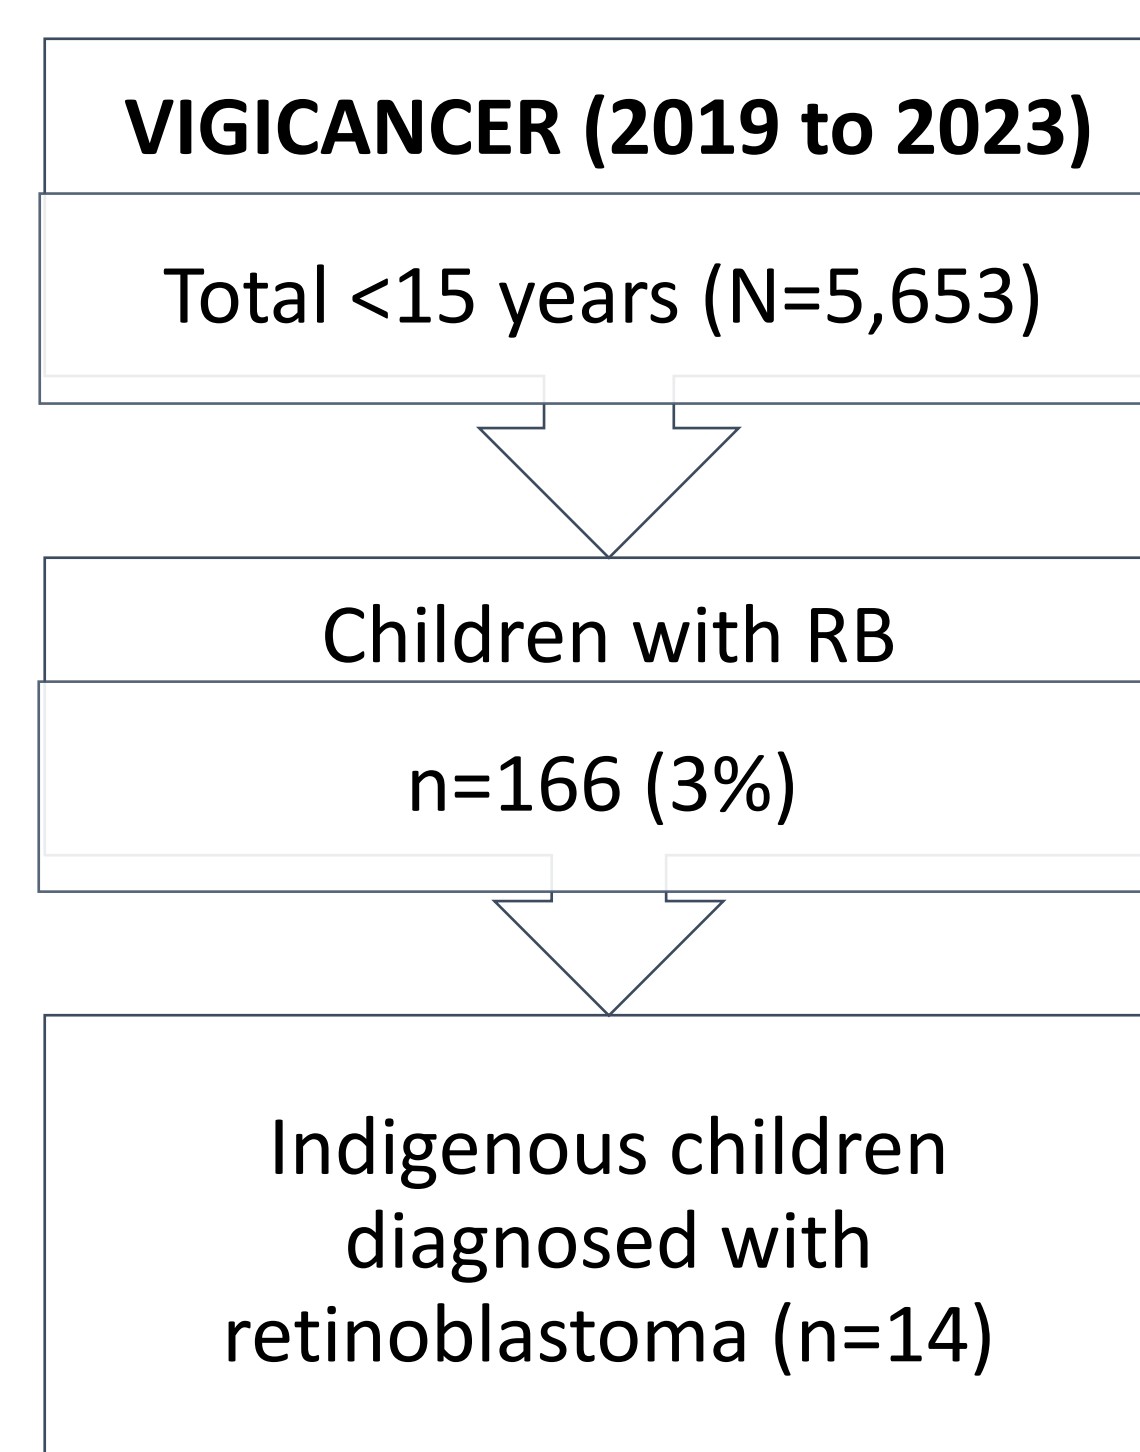 VIGICANCER (2019 to 2023)
Total <15 years (N=5,653)
Children with RB
n=166 (3%)
Indigenous children
diagnosed with
retinoblastoma (n=14)